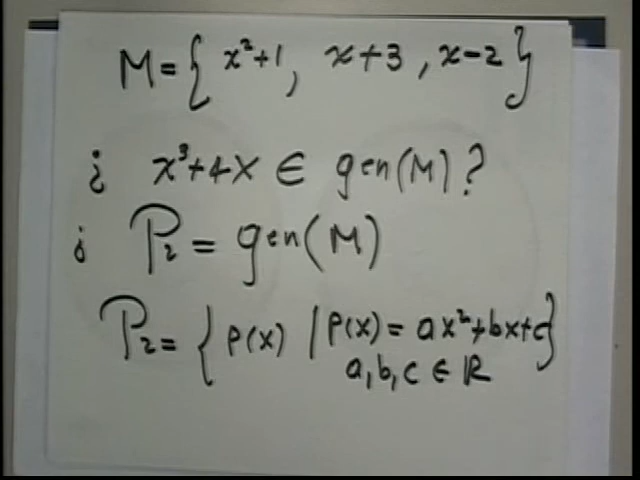 M = { x²+1, x+3, x-2 }
¿ x³+4x ∈ gen(M)?
¿ P₂ = gen(M)
P₂ = { P(x) | P(x) = ax²+bx+c }
a, b, c ∈ ℝ